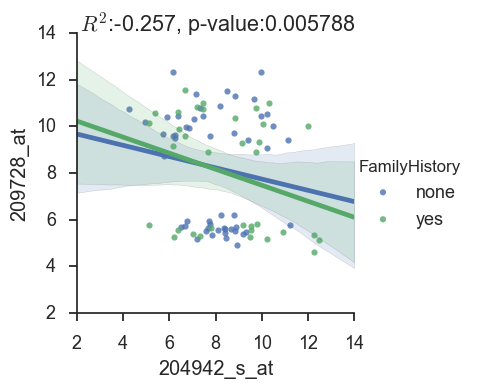 R²:-0.257, p-value:0.005788
14
12
10
8
6
4
2
209728_at
2 4 6 8 10 12 14
204942_s_at
FamilyHistory
none
yes